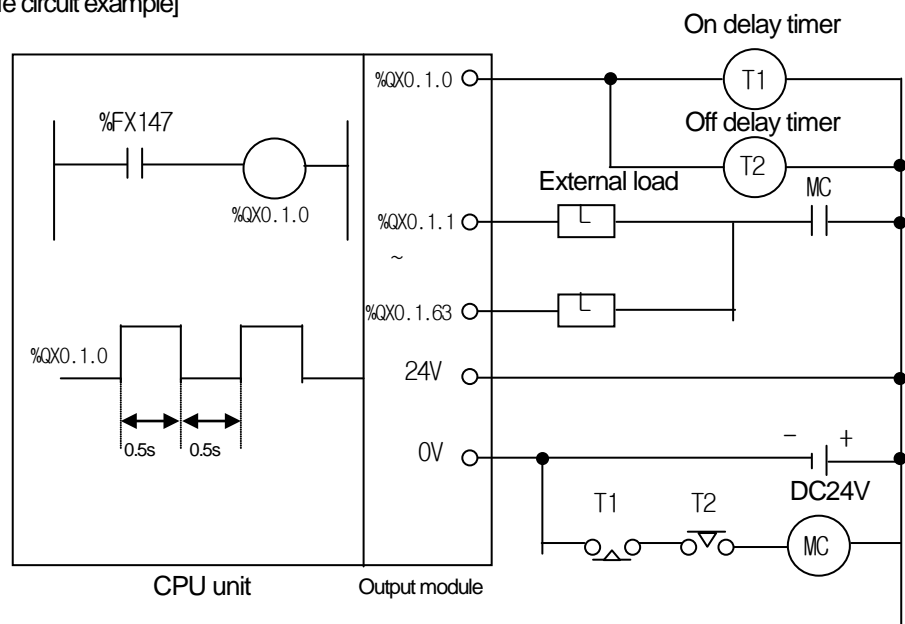 le circuit example]
On delay timer
%QX0.1.0
T1
%FX147
Off delay timer
T2
External load
MC
%QX0.1.0
%QX0.1.1
L
~
%QX0.1.63
L
%QX0.1.0
24V
0.5s
0.5s
0V
-
+
DC24V
T1
T2
MC
CPU unit
Output module